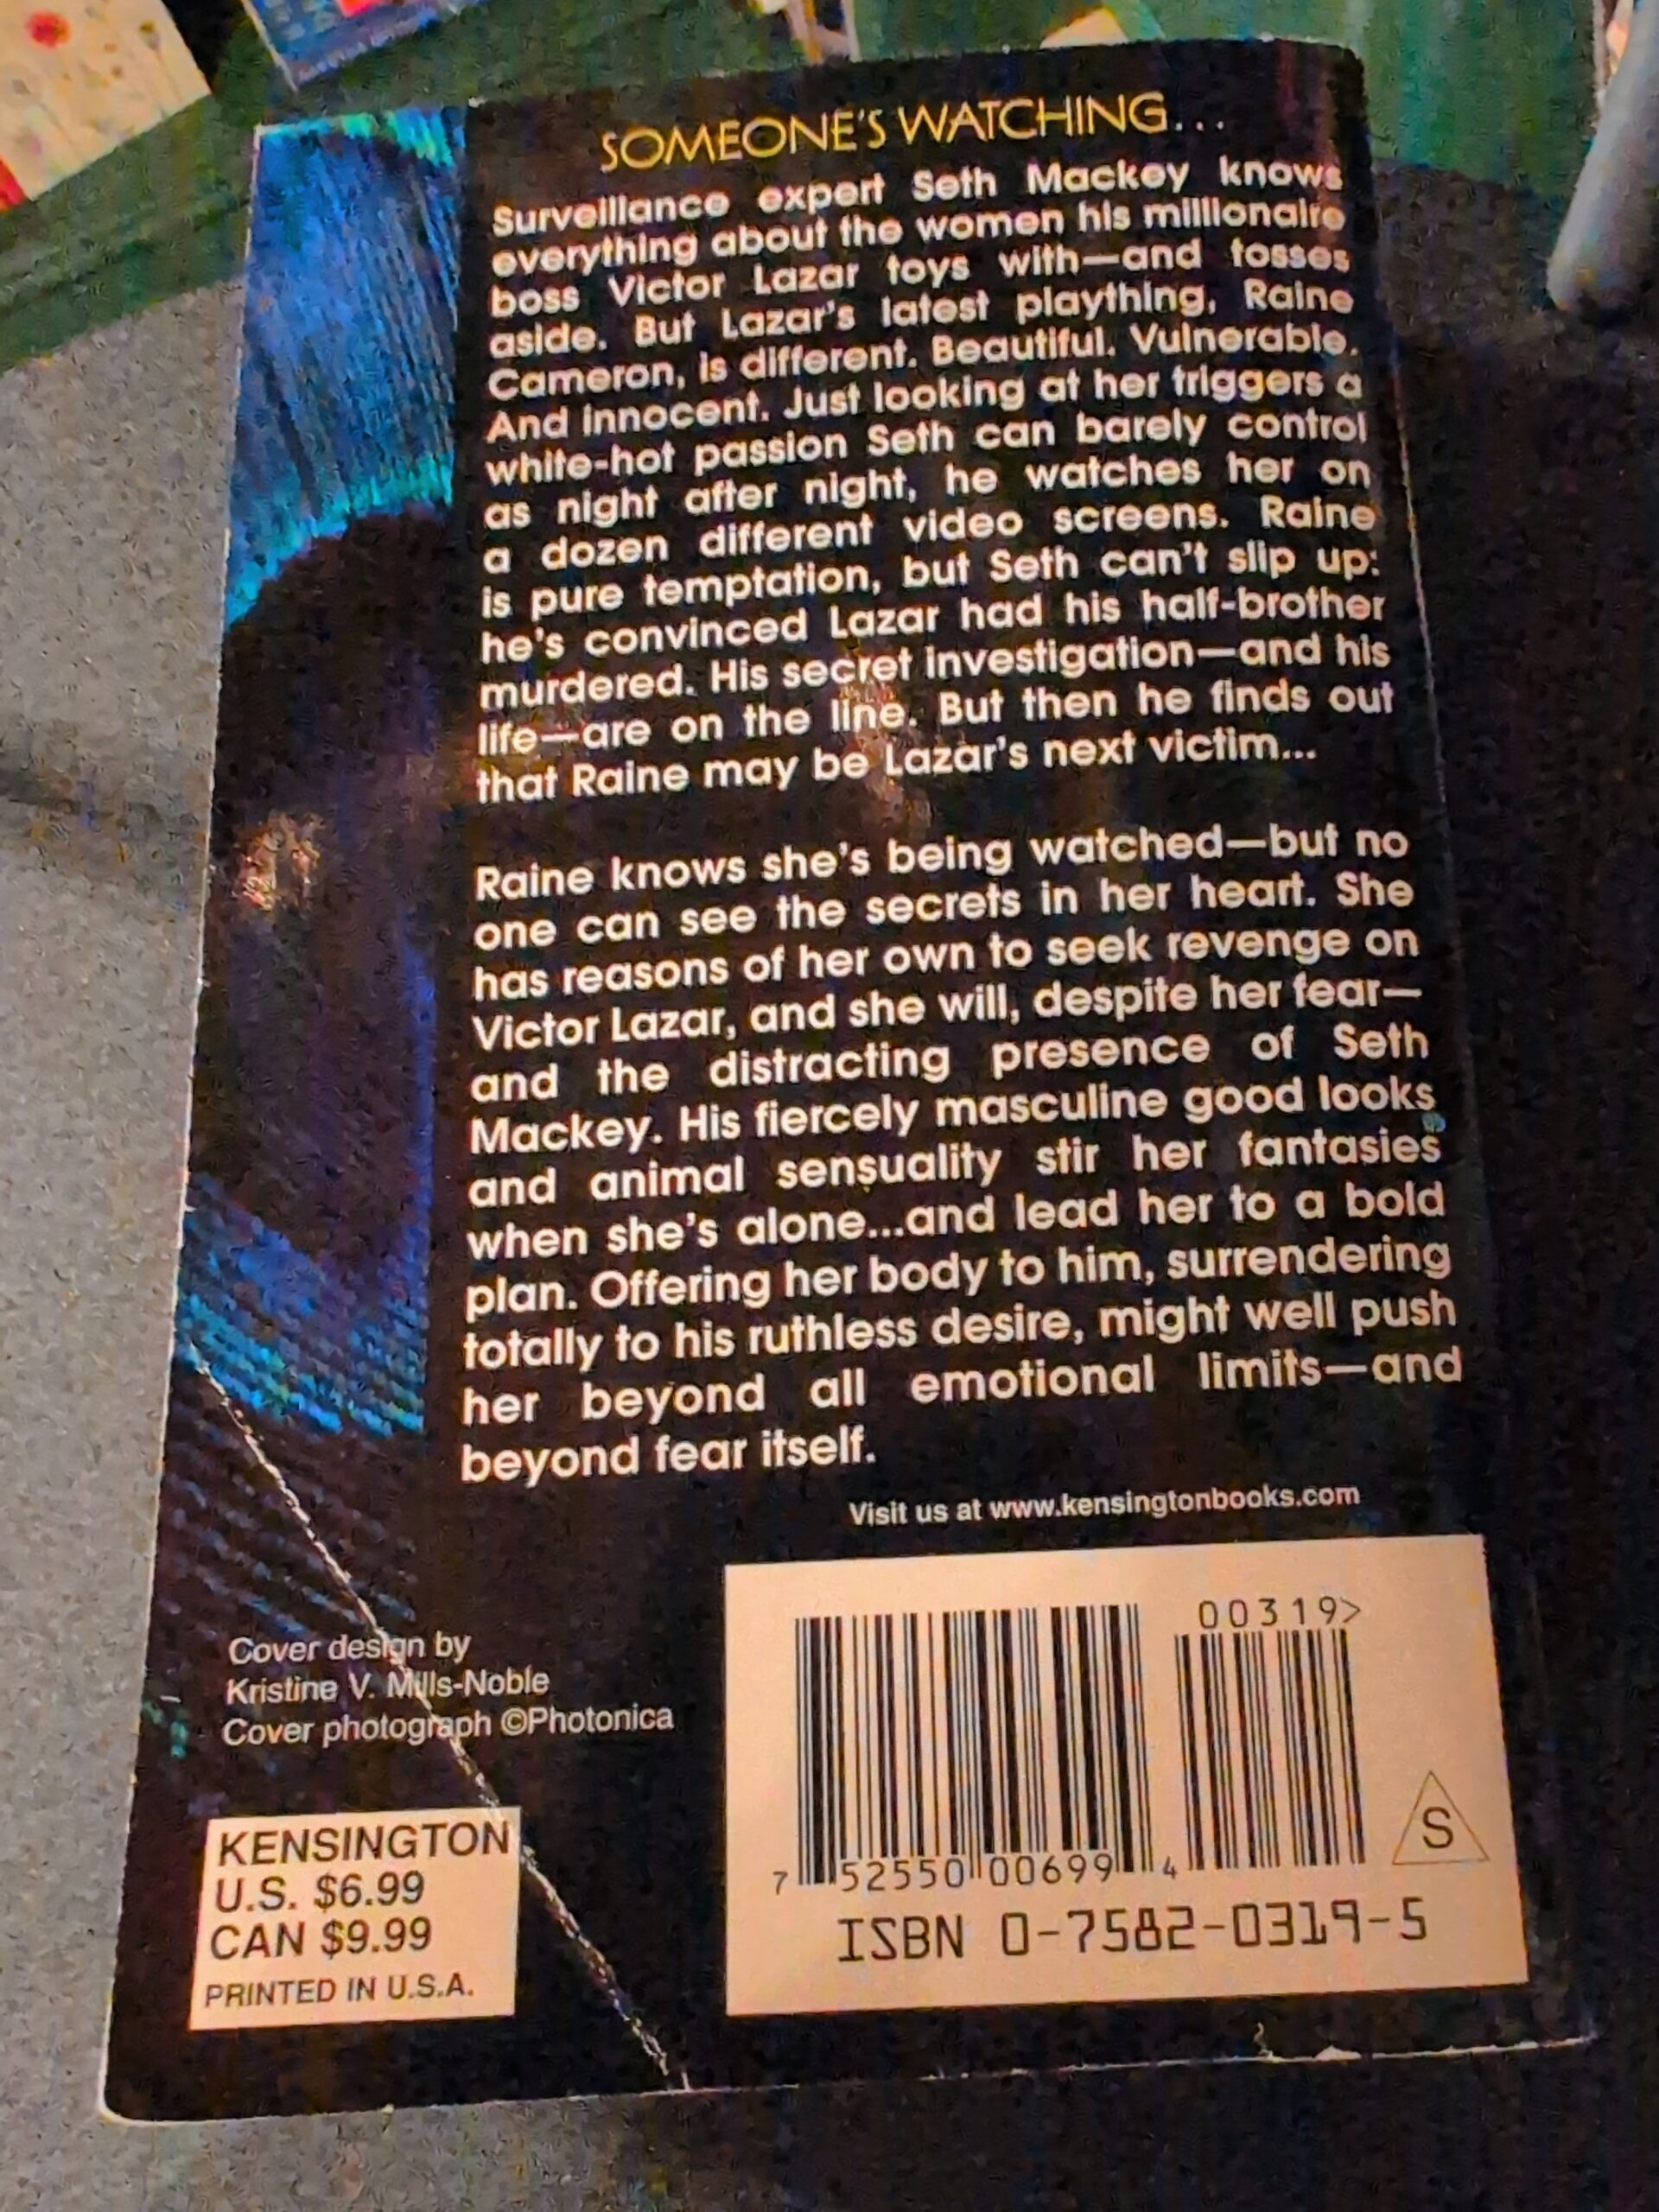 SOMEONE'S WATCHING...
Surveillance expert Seth Mackey knows
everything about the women his millionaire
boss Victor Lazar toys with—and tosses
aside. But Lazar's latest plaything, Raine
Cameron, is different. Beautiful. Vulnerable.
And innocent. Just looking at her triggers a
white-hot passion Seth can barely control
as night after night, he watches her on
a dozen different video screens. Raine
is pure temptation, but Seth can't slip up:
he's convinced Lazar had his half-brother
murdered. His secret investigation—and his
life—are on the line. But then he finds out
that Raine may be Lazar's next victim...
Raine knows she's being watched—but no
one can see the secrets in her heart. She
has reasons of her own to seek revenge on
Victor Lazar, and she will, despite her fear—
and the distracting presence of Seth
Mackey. His fiercely masculine good looks
and animal sensuality stir her fantasies
when she's alone...and lead her to a bold
plan. Offering her body to him, surrendering
totally to his ruthless desire, might well push
her beyond all emotional limits—and
beyond fear itself.
Visit us at www.kensingtonbooks.com
Cover design by
Kristine V. Mills-Noble
Cover photograph ©Photonica
KENSINGTON
U.S. $6.99
CAN $9.99
PRINTED IN U.S.A.
00319>
7 52550 00699 4
S
ISBN 0-7582-0319-5